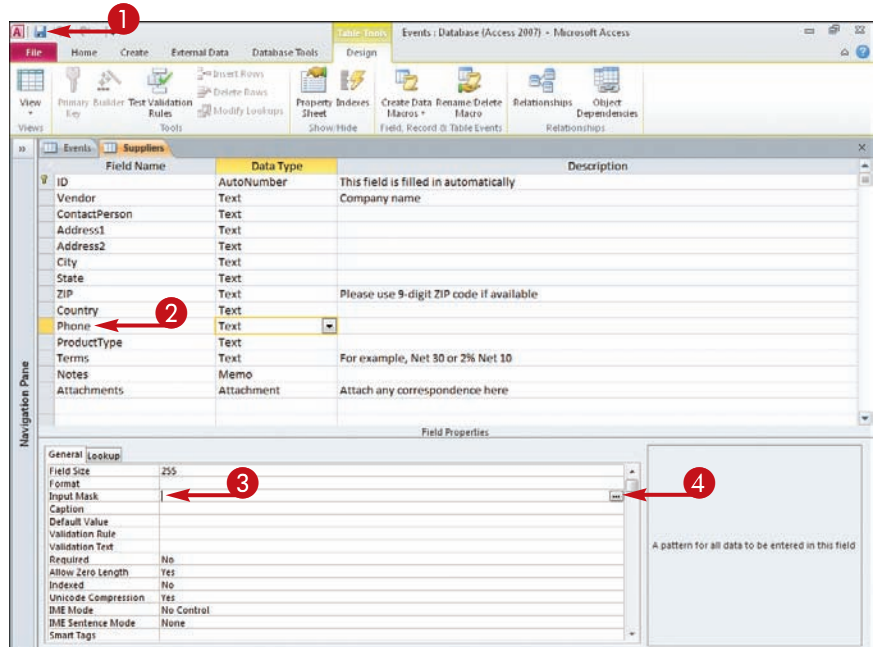 1
A
Table Tools Events : Database (Access 2007) - Microsoft Access
File Home Create External Data Database Tools Design
View
Primary Key
Builder
Test Validation Rules
Insert Rows
Delete Rows
Modify Lookups
Property Sheet
Indexes
Create Data Macros
Rename/Delete Macro
Relationships
Object Dependencies
Views Tools Show/Hide Field, Record & Table Events Relationships
» Events Suppliers
Field Name Data Type Description
ID AutoNumber This field is filled in automatically
Vendor Text Company name
ContactPerson Text
Address1 Text
Address2 Text
City Text
State Text
ZIP Text Please use 9-digit ZIP code if available
Country Text
Phone 2 Text
ProductType Text
Terms Text For example, Net 30 or 2% Net 10
Notes Memo
Attachments Attachment Attach any correspondence here
Navigation Pane
Field Properties
General Lookup
Field Size 255
Format
Input Mask 3 ... 4
Caption
Default Value
Validation Rule
Validation Text
Required No
Allow Zero Length Yes
Indexed No
Unicode Compression Yes
IME Mode No Control
IME Sentence Mode None
Smart Tags
A pattern for all data to be entered in this field